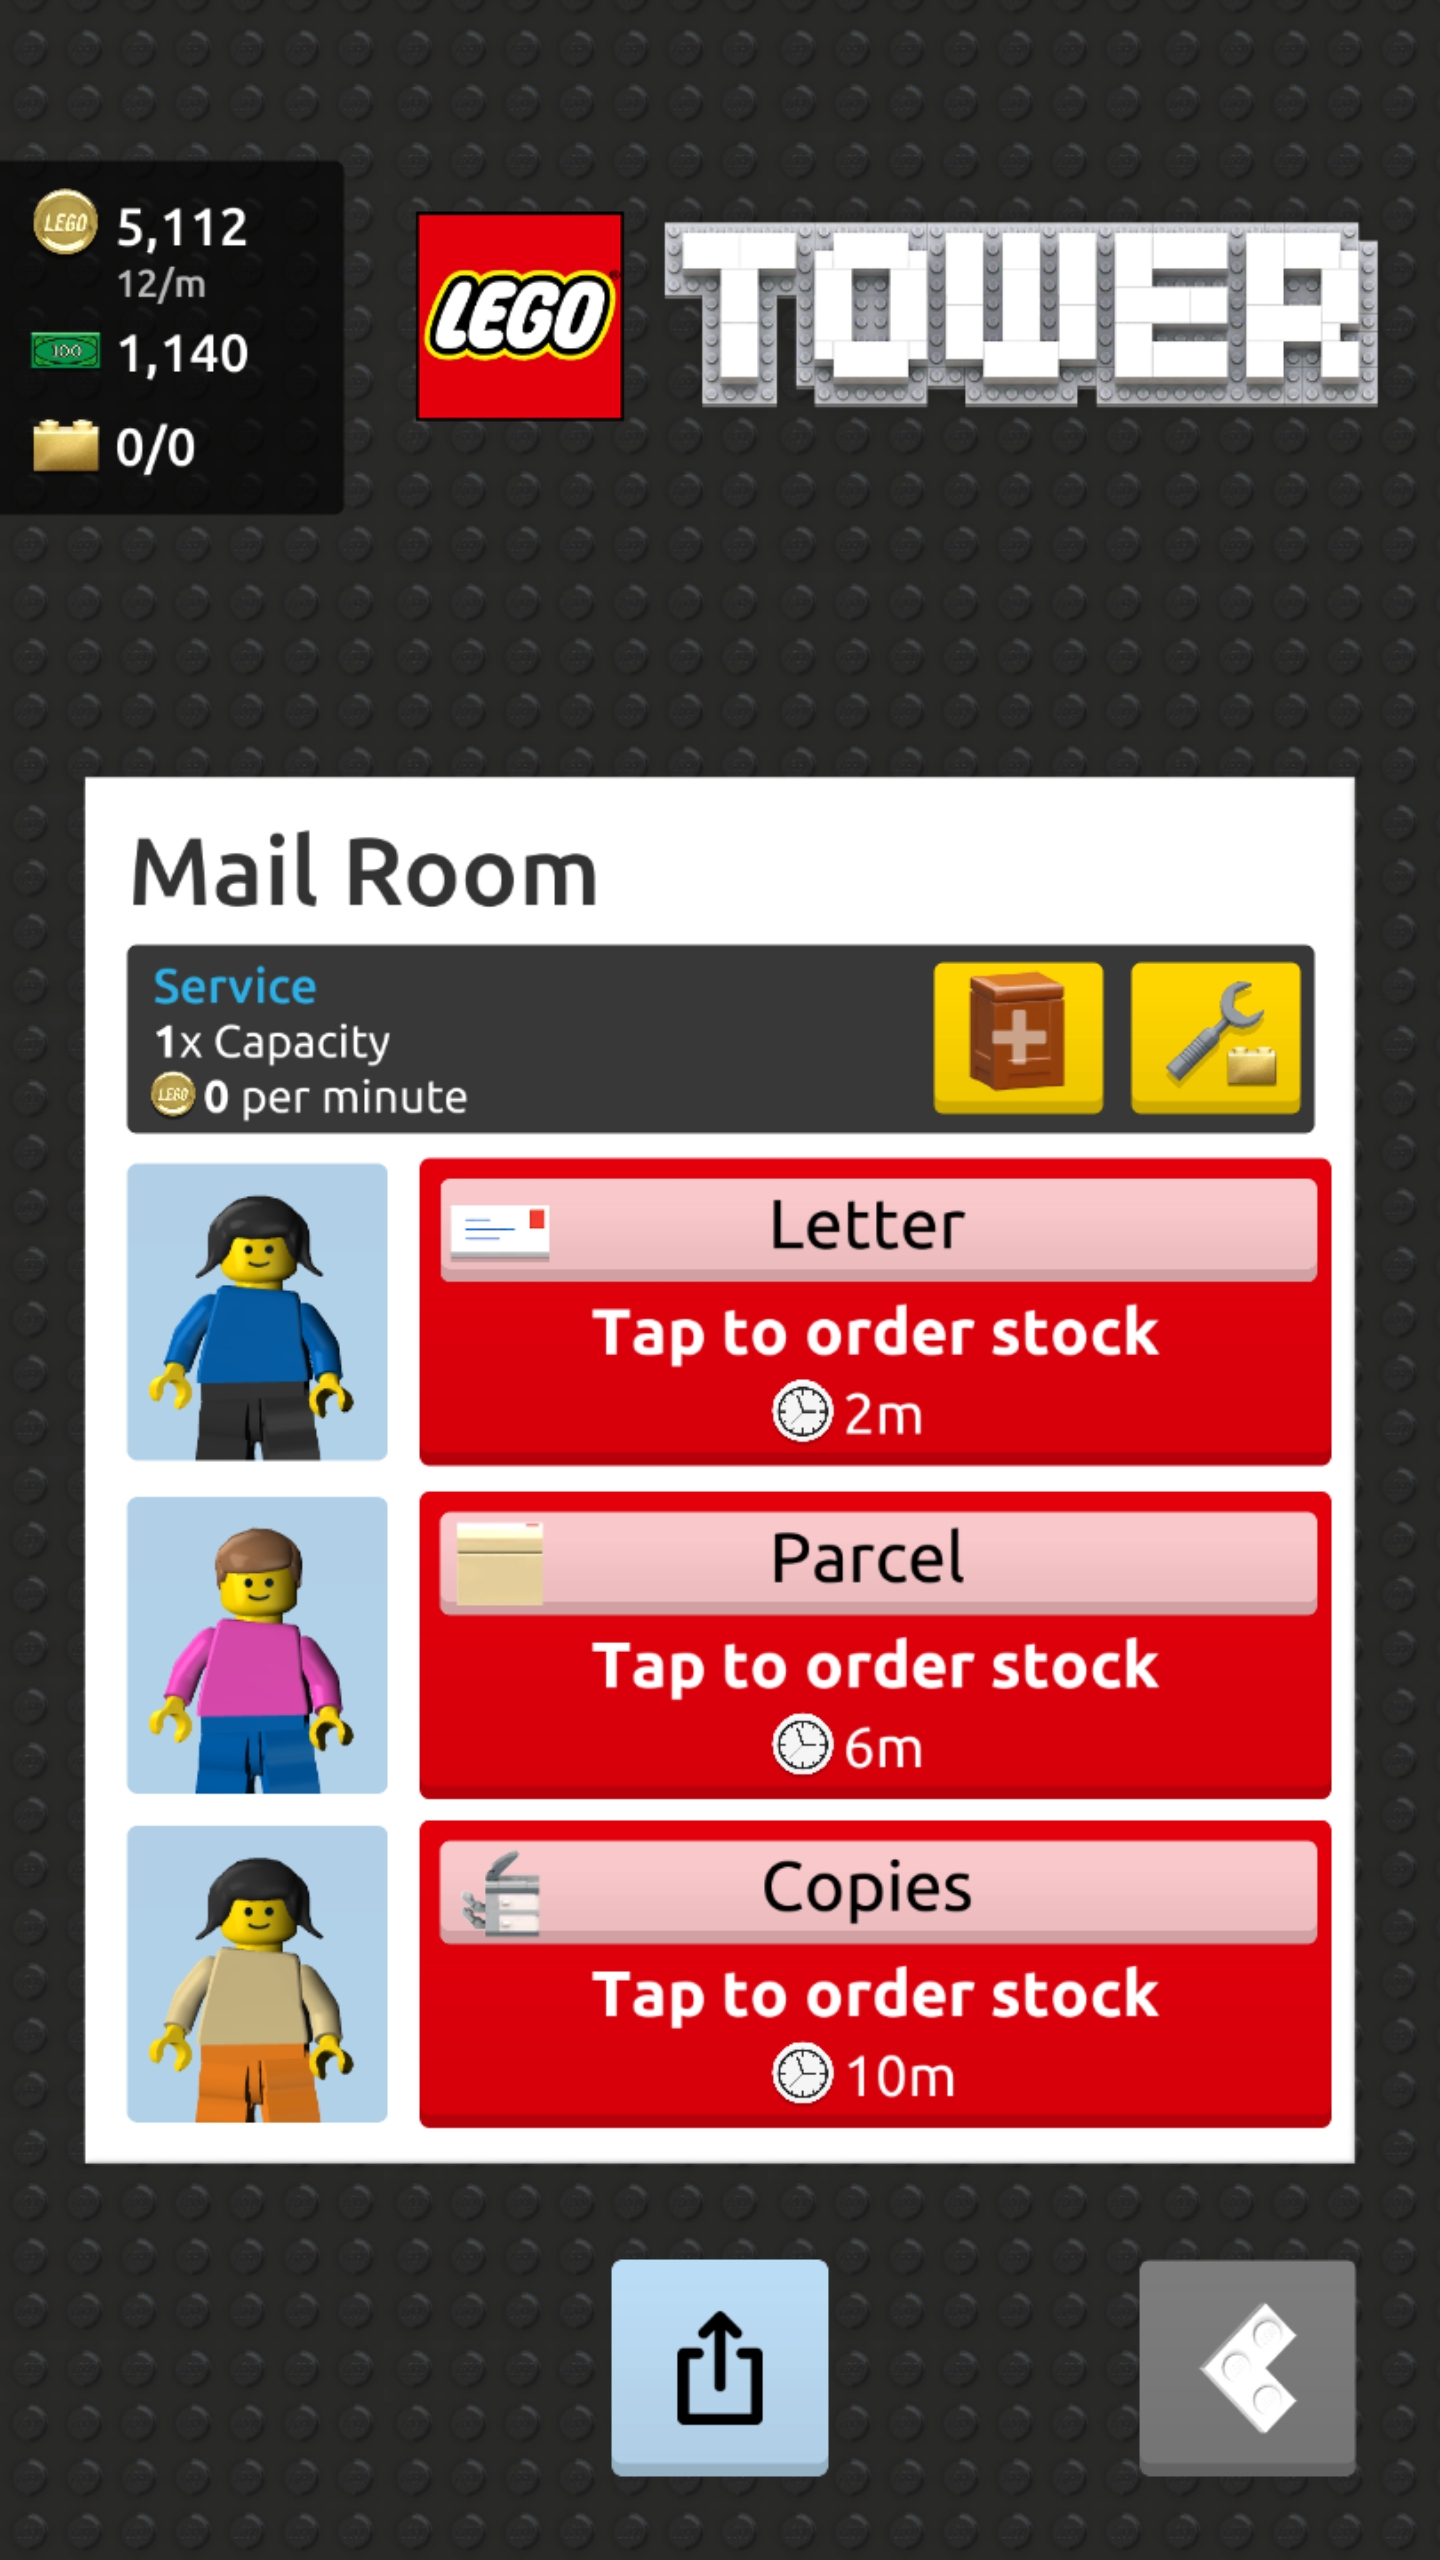 LEGO
5,112
12/m
100
1,140
0/0
LEGO
TOWER
Mail Room
Service
1x Capacity
LEGO
0 per minute
Letter
Tap to order stock
2m
Parcel
Tap to order stock
6m
Copies
Tap to order stock
10m